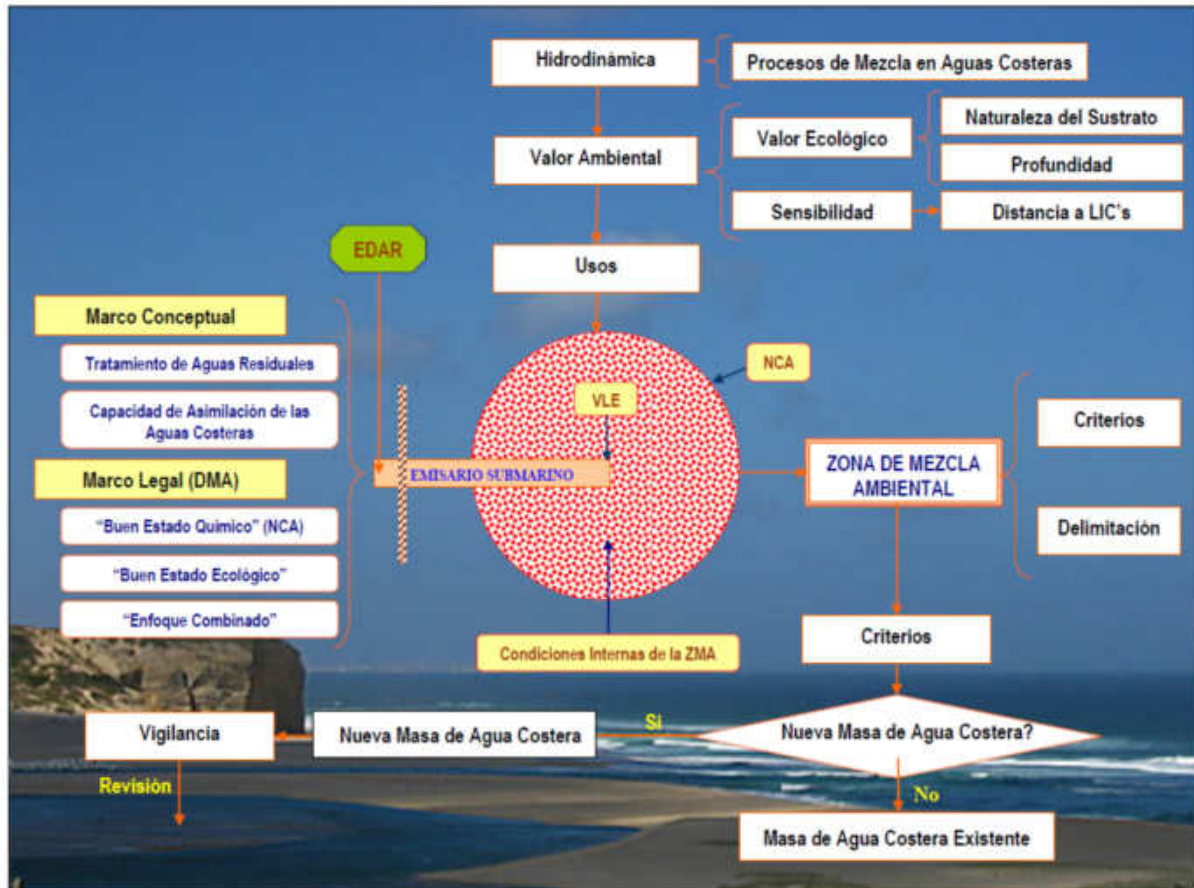 Hidrodinámica
Procesos de Mezcla en Aguas Costeras
Valor Ambiental
Valor Ecológico
Naturaleza del Sustrato
Profundidad
Sensibilidad
Distancia a LIC's
Usos
EDAR
Marco Conceptual
Tratamiento de Aguas Residuales
Capacidad de Asimilación de las
Aguas Costeras
Marco Legal (DMA)
"Buen Estado Químico" (NCA)
"Buen Estado Ecológico"
"Enfoque Combinado"
NCA
VLE
EMISARIO SUBMARINO
Condiciones Internas de la ZMA
ZONA DE MEZCLA
AMBIENTAL
Criterios
Delimitación
Criterios
Nueva Masa de Agua Costera?
Si
Nueva Masa de Agua Costera
Vigilancia
Revisión
No
Masa de Agua Costera Existente